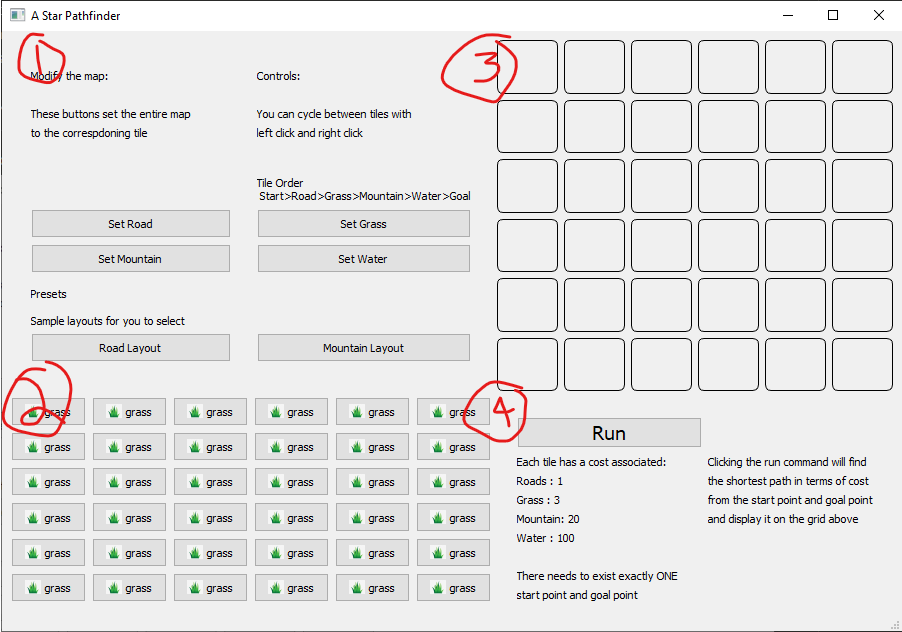 A Star Pathfinder
1
Modify the map:
These buttons set the entire map
to the correspdoning tile
Controls:
You can cycle between tiles with
left click and right click
Tile Order
Start>Road>Grass>Mountain>Water>Goal
Set Road
Set Grass
Set Mountain
Set Water
Presets
Sample layouts for you to select
Road Layout
Mountain Layout
2
grass grass grass grass grass grass
grass grass grass grass grass grass
grass grass grass grass grass grass
grass grass grass grass grass grass
grass grass grass grass grass grass
grass grass grass grass grass grass
3
4
Run
Each tile has a cost associated:
Roads : 1
Grass : 3
Mountain: 20
Water : 100
There needs to exist exactly ONE
start point and goal point
Clicking the run command will find
the shortest path in terms of cost
from the start point and goal point
and display it on the grid above